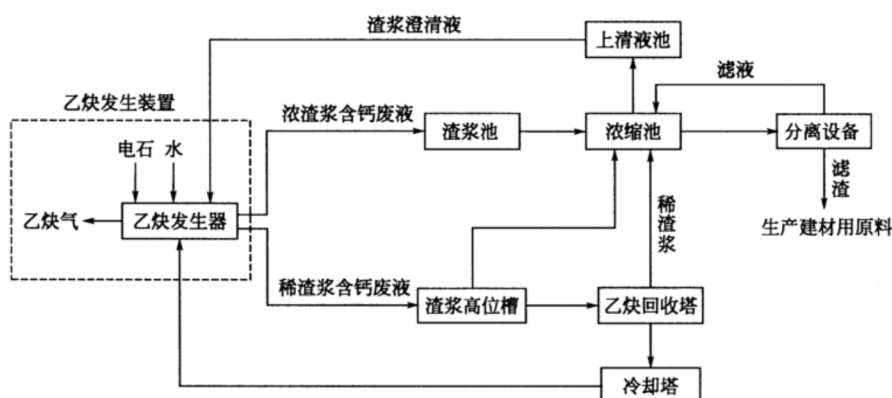 渣浆澄清液
上清液池
滤液
乙炔发生装置
浓渣浆含钙废液
渣浆池
浓缩池
分离设备
电石 水
滤渣
乙炔气
乙炔发生器
稀渣浆
生产建材用原料
稀渣浆含钙废液
渣浆高位槽
乙炔回收塔
冷却塔